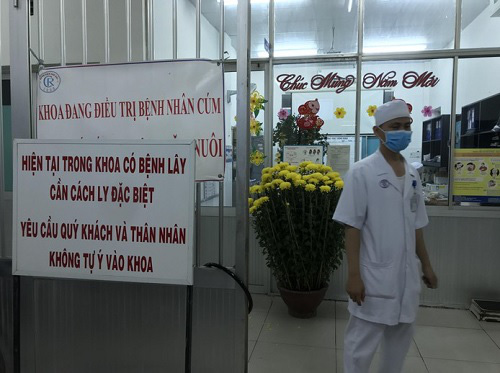 Chúc Mừng Năm Mới
KHOA ĐANG ĐIỀU TRỊ BỆNH NHÂN CÚM
NUÔI
HIỆN TẠI TRONG KHOA CÓ BỆNH LÂY
CẦN CÁCH LY ĐẶC BIỆT
YÊU CẦU QUÝ KHÁCH VÀ THÂN NHÂN
KHÔNG TỰ Ý VÀO KHOA